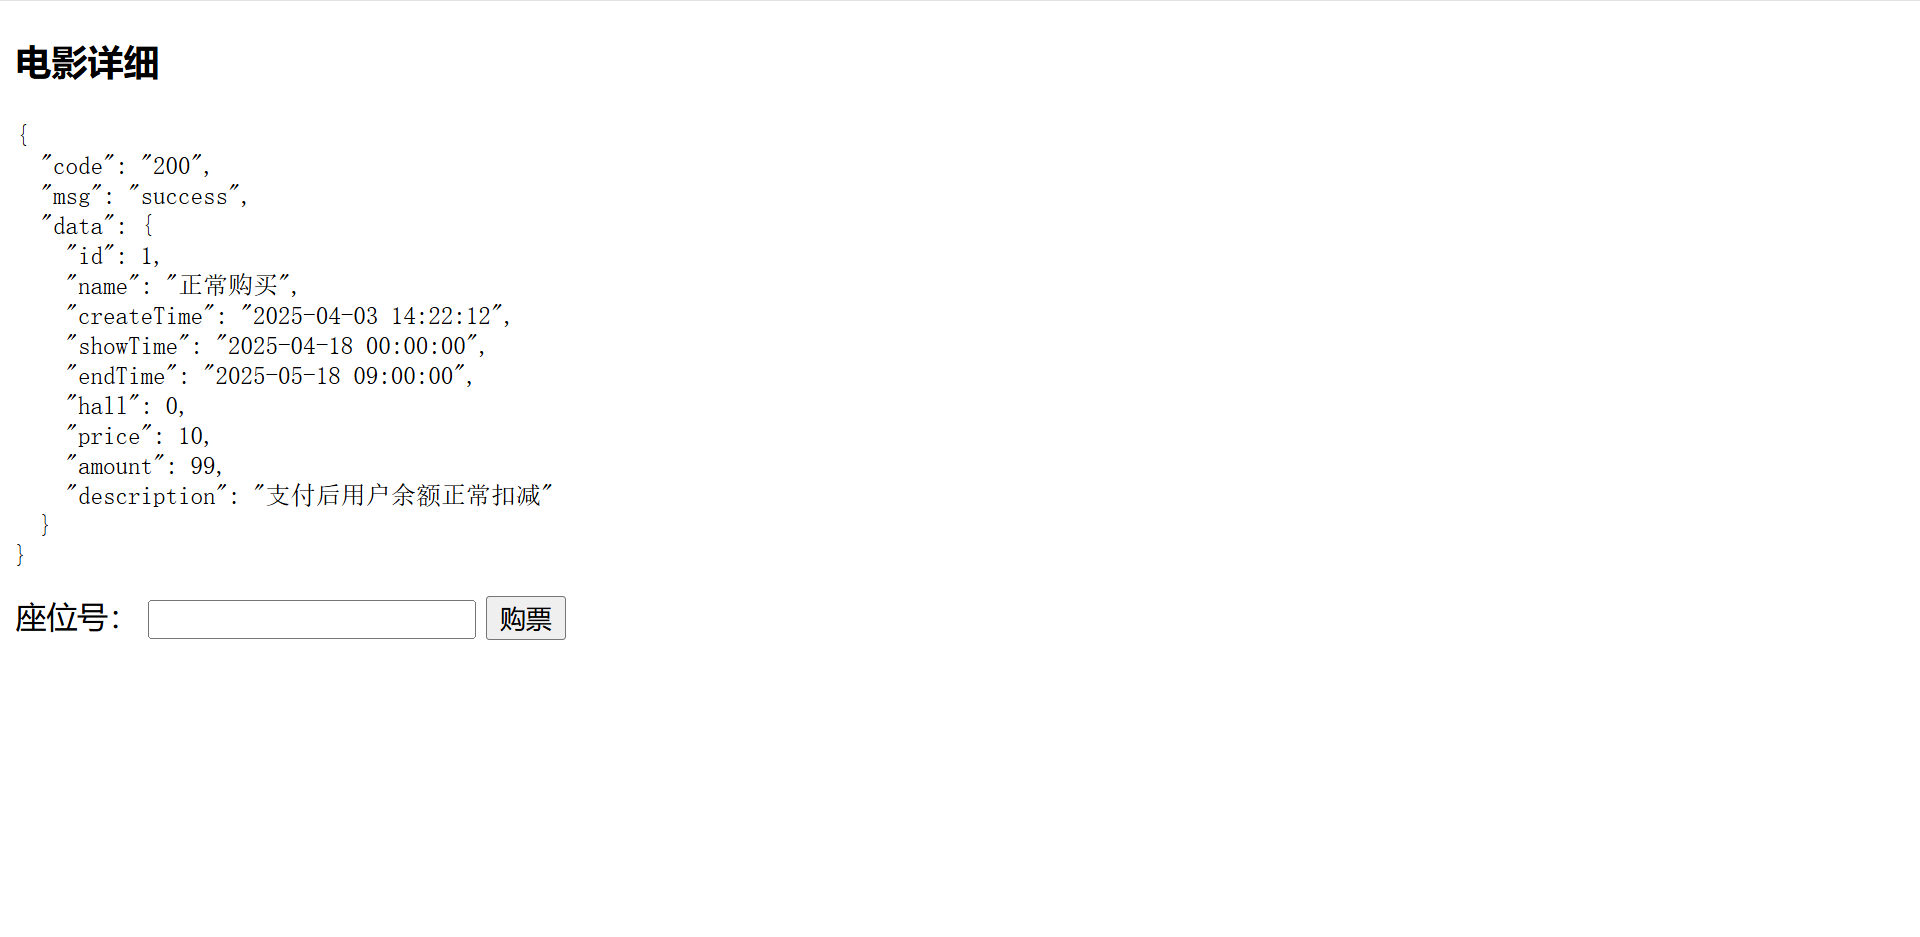 电影详细
{
  "code": "200",
  "msg": "success",
  "data": {
    "id": 1,
    "name": "正常购买",
    "createTime": "2025-04-03 14:22:12",
    "showTime": "2025-04-18 00:00:00",
    "endTime": "2025-05-18 09:00:00",
    "hall": 0,
    "price": 10,
    "amount": 99,
    "description": "支付后用户余额正常扣减"
  }
}
座位号： 购票